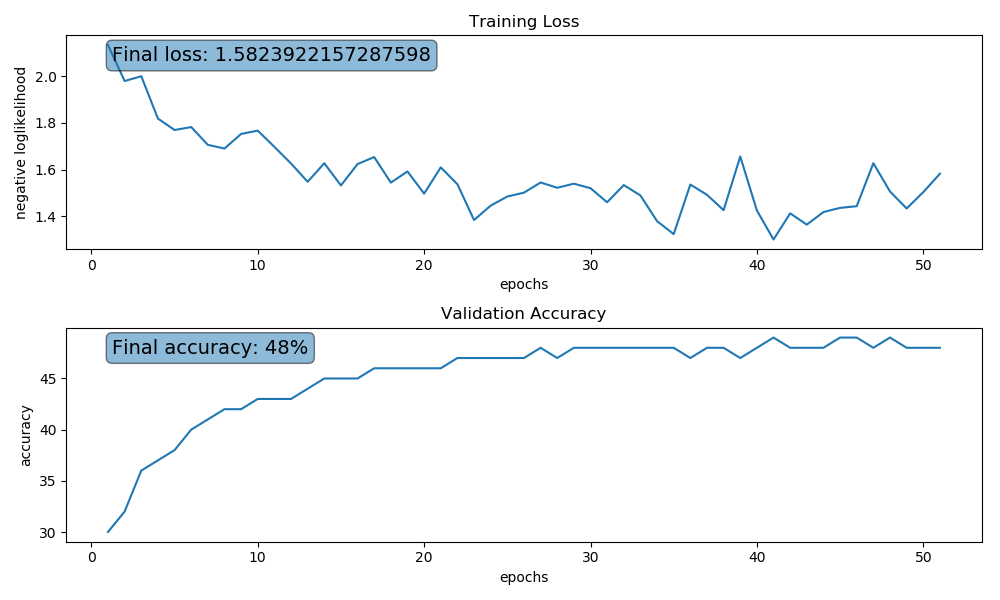 Training Loss
Final loss: 1.5823922157287598
negative loglikelihood
2.0
1.8
1.6
1.4
0 10 20 30 40 50
epochs
Validation Accuracy
Final accuracy: 48%
accuracy
45
40
35
30
0 10 20 30 40 50
epochs